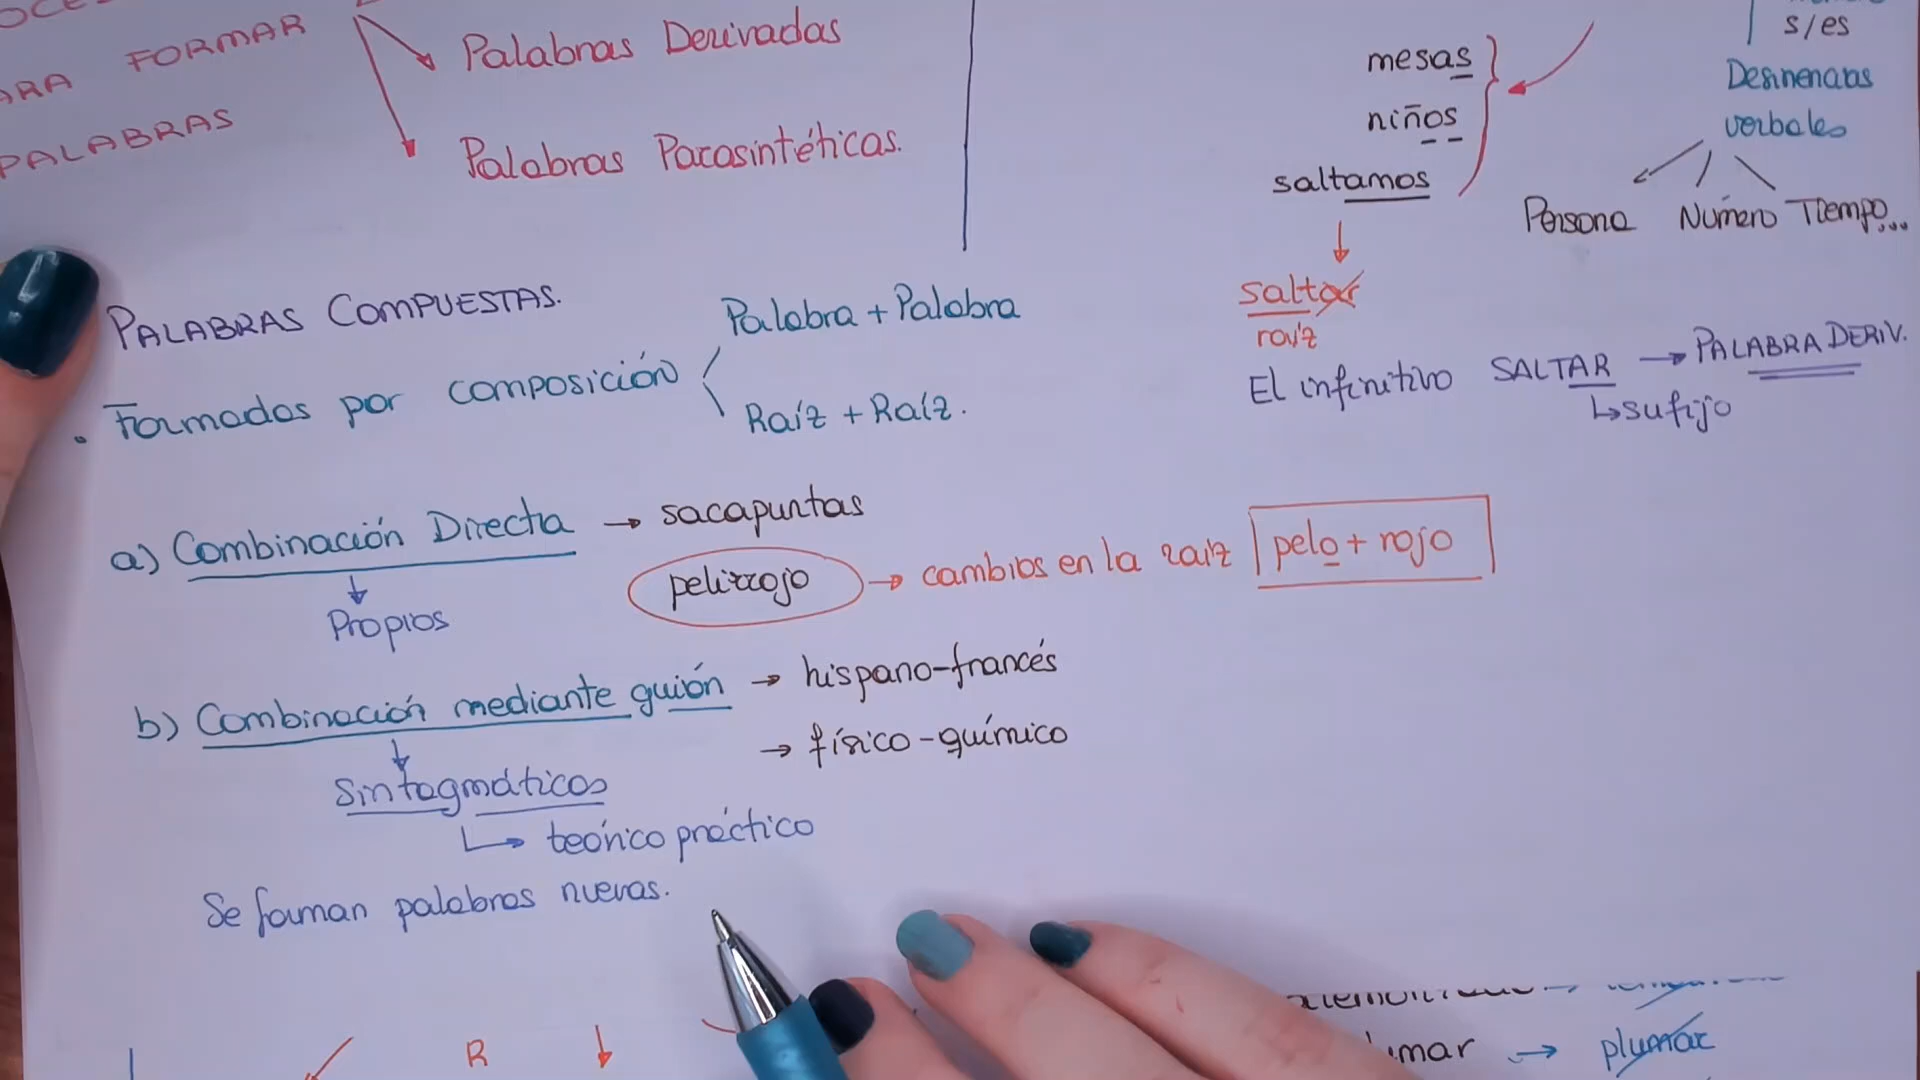 FORMAR
PALABRAS
Palabras Derivadas
Palabras Parasintéticas.
mesas
niños
saltamos
saltar
raíz
s/es
Desinencias
verbales
Persona Número Tiempo...
El infinitivo SALTAR → PALABRA DERIV.
↳ sufijo
PALABRAS COMPUESTAS.
• Formadas por composición
Palabra + Palabra
Raíz + Raíz.
a) Combinación Directa → sacapuntas
pelirrojo → cambios en la raíz pelo + rojo
Propios
b) Combinación mediante guión → hispano-francés
→ físico-químico
Sintagmáticos
↳ teórico práctico
Se forman palabras nuevas.
R
→ plumar